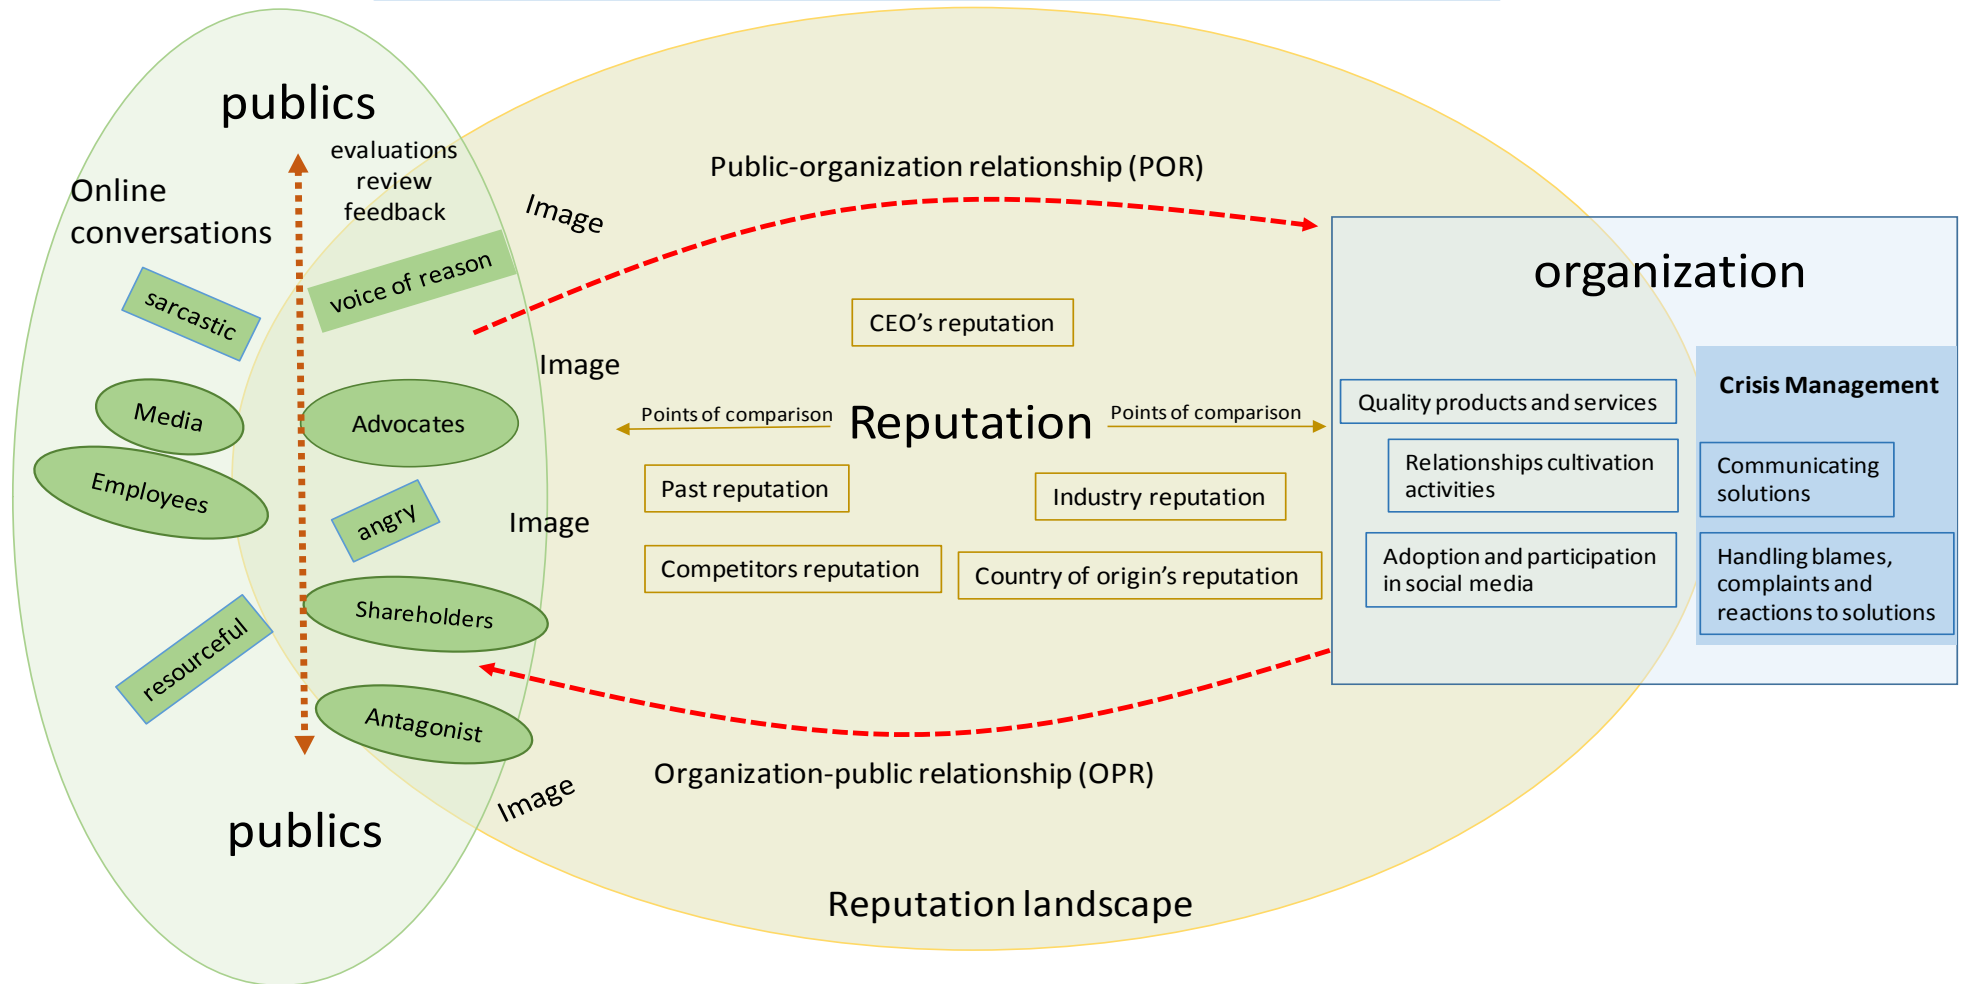 publics
evaluations
review
feedback
Online
conversations
voice of reason
sarcastic
Media
Employees
Advocates
angry
Shareholders
resourceful
Antagonist
publics
Image
Image
Image
Image
Public-organization relationship (POR)
CEO’s reputation
Points of comparison
Reputation
Points of comparison
Past reputation
Industry reputation
Competitors reputation
Country of origin’s reputation
Organization-public relationship (OPR)
Reputation landscape
organization
Quality products and services
Relationships cultivation
activities
Adoption and participation
in social media
Crisis Management
Communicating
solutions
Handling blames,
complaints and
reactions to solutions